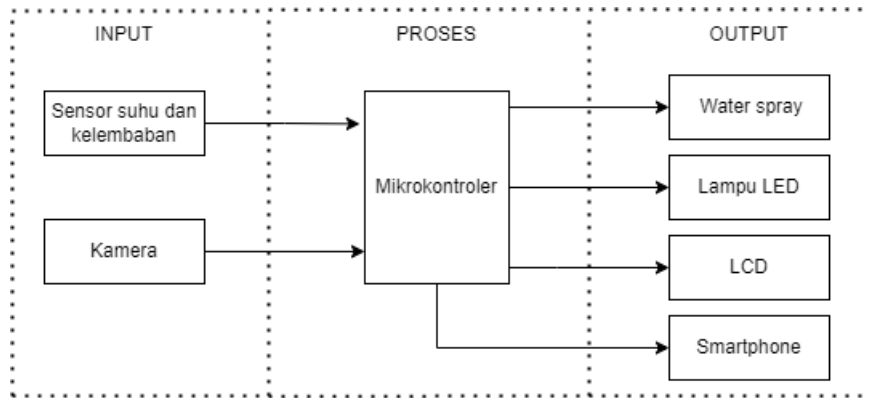 INPUT
PROSES
OUTPUT
Sensor suhu dan
kelembaban
Kamera
Mikrokontroler
Water spray
Lampu LED
LCD
Smartphone